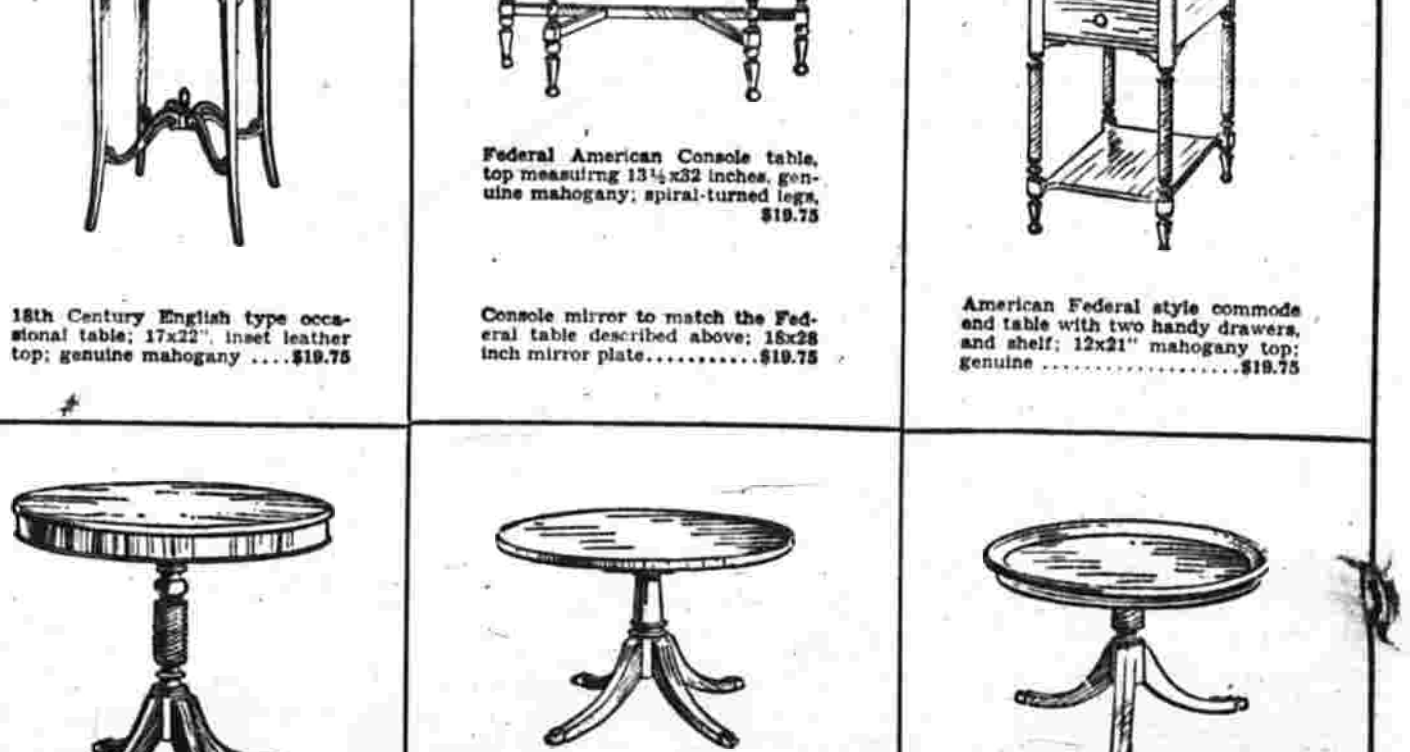 18th Century English type occa-
sional table; 17x22", inset leather
top; genuine mahogany ....$19.75
Federal American Console table,
top measuirng 13½x32 inches, gen-
uine mahogany; spiral-turned legs,
$19.75
Console mirror to match the Fed-
eral table described above; 18x28
inch mirror plate...........$19.75
American Federal style commode
end table with two handy drawers,
and shelf; 12x21" mahogany top;
genuine ...................$19.75